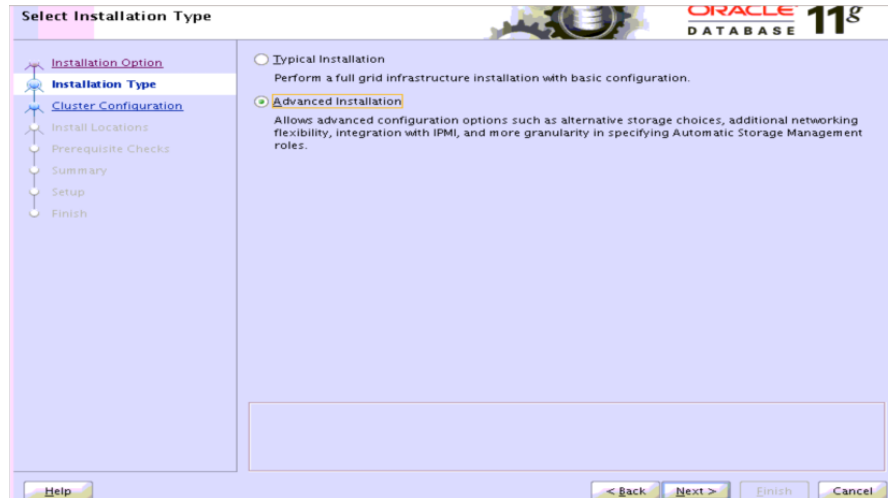 Select Installation Type
ORACLE
DATABASE 11g
Installation Option
Installation Type
Cluster Configuration
Install Locations
Prerequisite Checks
Summary
Setup
Finish
Typical Installation
Perform a full grid infrastructure installation with basic configuration.
Advanced Installation
Allows advanced configuration options such as alternative storage choices, additional networking
flexibility, integration with IPMI, and more granularity in specifying Automatic Storage Management
roles.
Help
< Back
Next >
Finish
Cancel